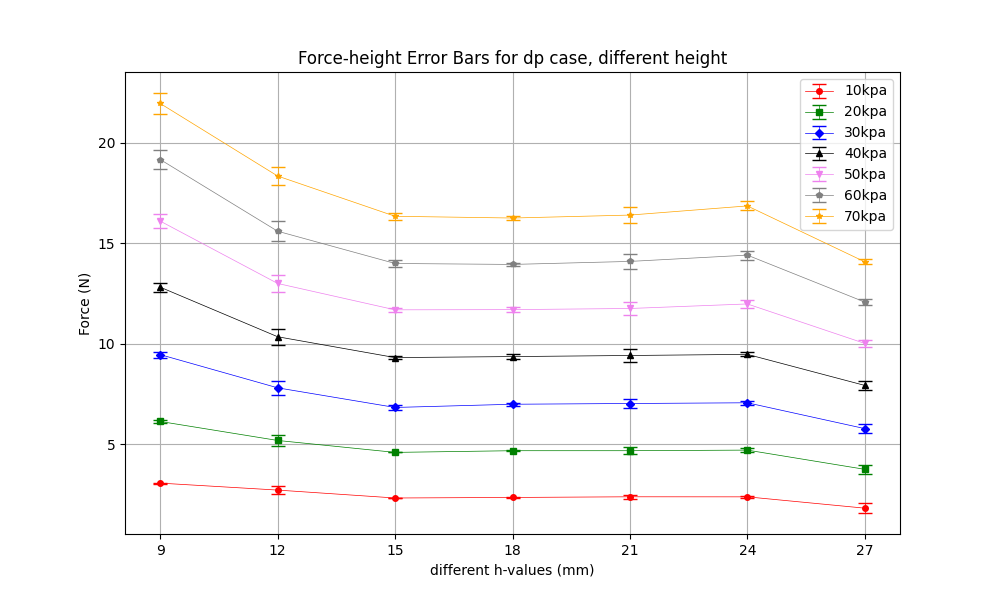 Force-height Error Bars for dp case, different height
10kpa
20kpa
30kpa
40kpa
50kpa
60kpa
70kpa
20
15
10
5
Force (N)
9 12 15 18 21 24 27
different h-values (mm)